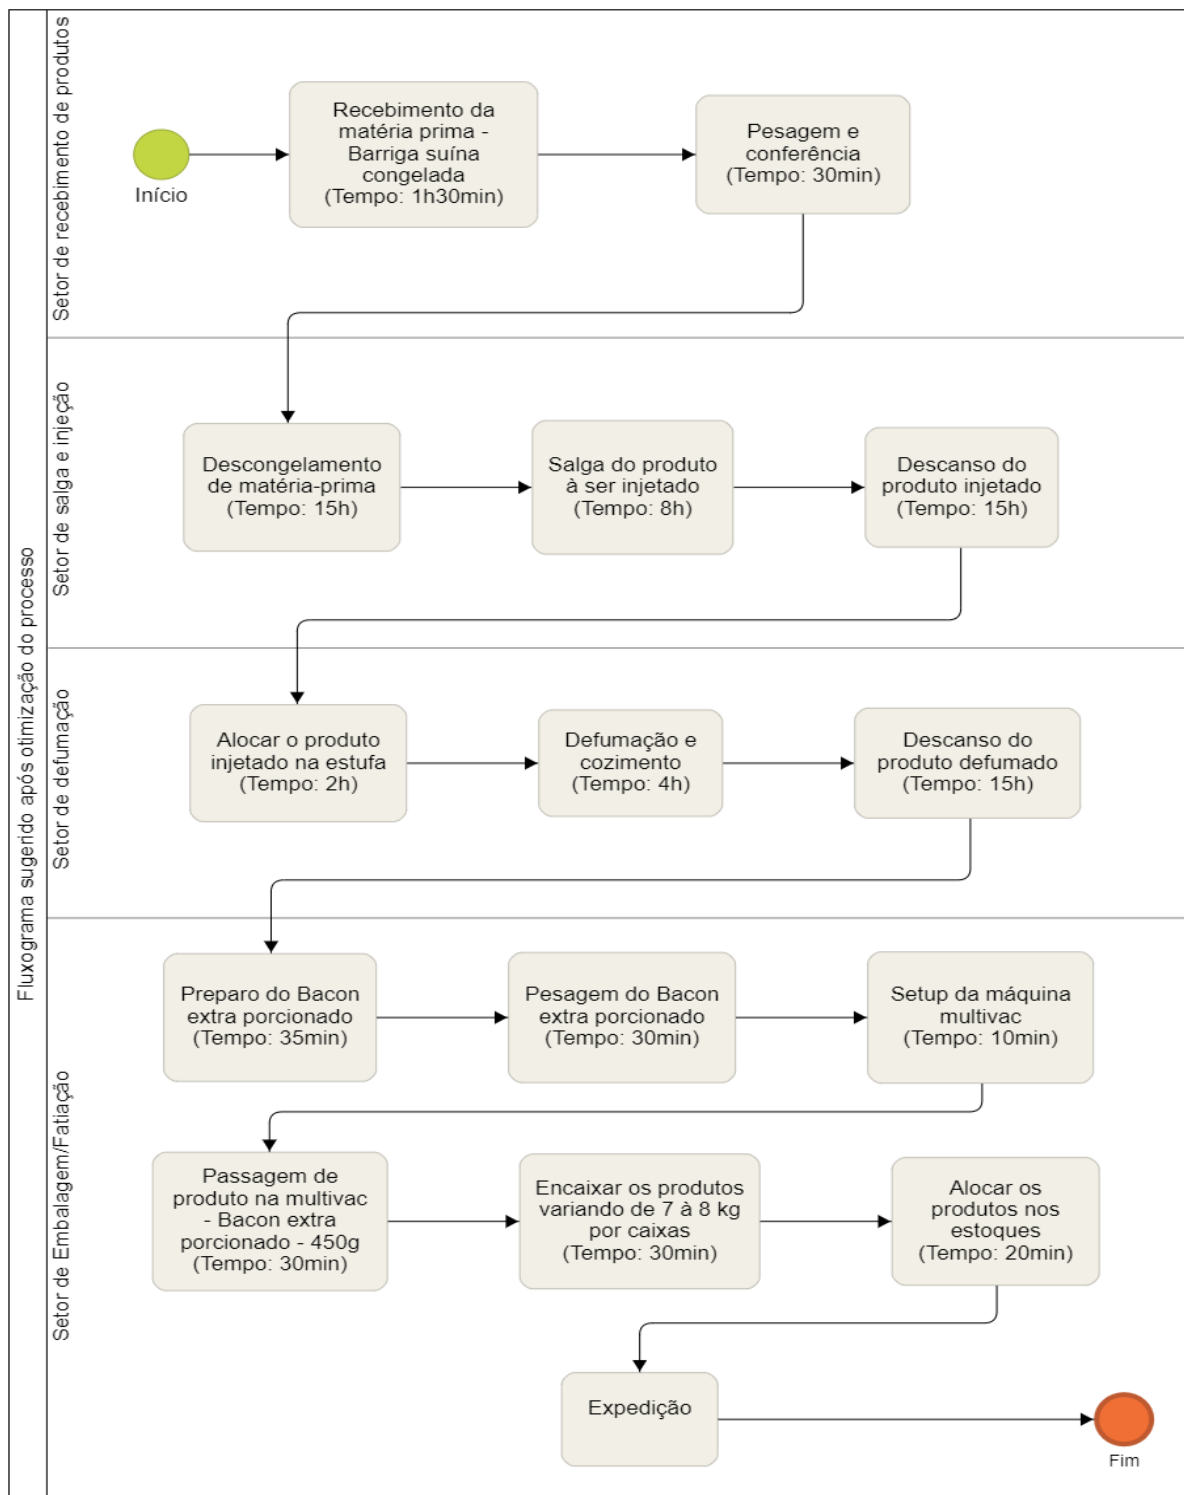 Fluxograma sugerido após otimização do processo
Setor de recebimento de produtos
Início
Recebimento da
matéria prima -
Barriga suína
congelada
(Tempo: 1h30min)
Pesagem e
conferência
(Tempo: 30min)
Setor de salga e injeção
Descongelamento
de matéria-prima
(Tempo: 15h)
Salga do produto
à ser injetado
(Tempo: 8h)
Descanso do
produto injetado
(Tempo: 15h)
Setor de defumação
Alocar o produto
injetado na estufa
(Tempo: 2h)
Defumação e
cozimento
(Tempo: 4h)
Descanso do
produto defumado
(Tempo: 15h)
Setor de Embalagem/Fatiação
Preparo do Bacon
extra porcionado
(Tempo: 35min)
Pesagem do Bacon
extra porcionado
(Tempo: 30min)
Setup da máquina
multivac
(Tempo: 10min)
Passagem de
produto na multivac
- Bacon extra
porcionado - 450g
(Tempo: 30min)
Encaixar os produtos
variando de 7 à 8 kg
por caixas
(Tempo: 30min)
Alocar os
produtos nos
estoques
(Tempo: 20min)
Expedição
Fim